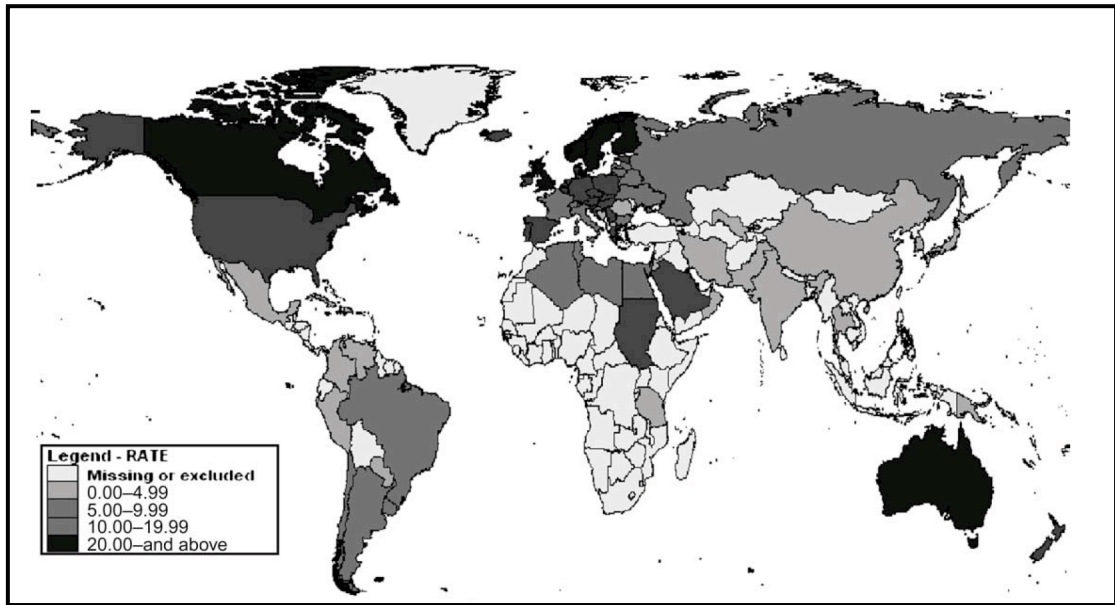 Legend - RATE
Missing or excluded
0.00–4.99
5.00–9.99
10.00–19.99
20.00–and above